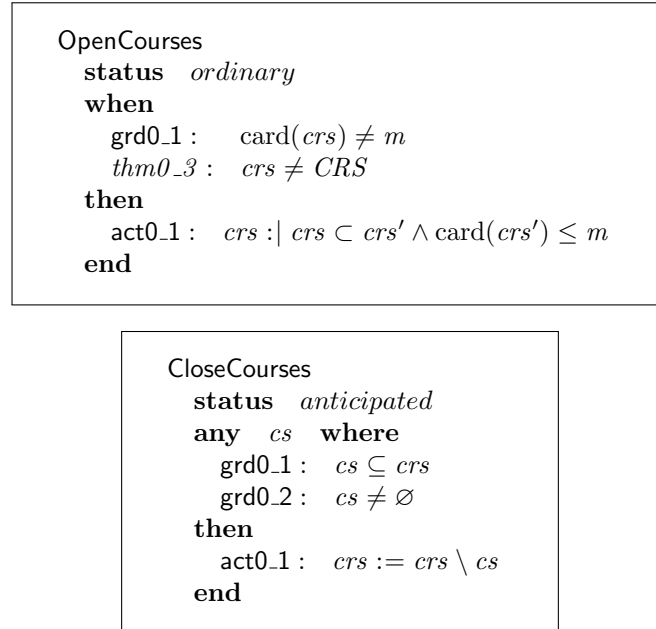 OpenCourses
status ordinary
when
grd0_1 : card(crs) ≠ m
thm0_3 : crs ≠ CRS
then
act0_1 : crs :| crs ⊂ crs′ ∧ card(crs′) ≤ m
end
CloseCourses
status anticipated
any cs where
grd0_1 : cs ⊆ crs
grd0_2 : cs ≠ ∅
then
act0_1 : crs := crs \ cs
end